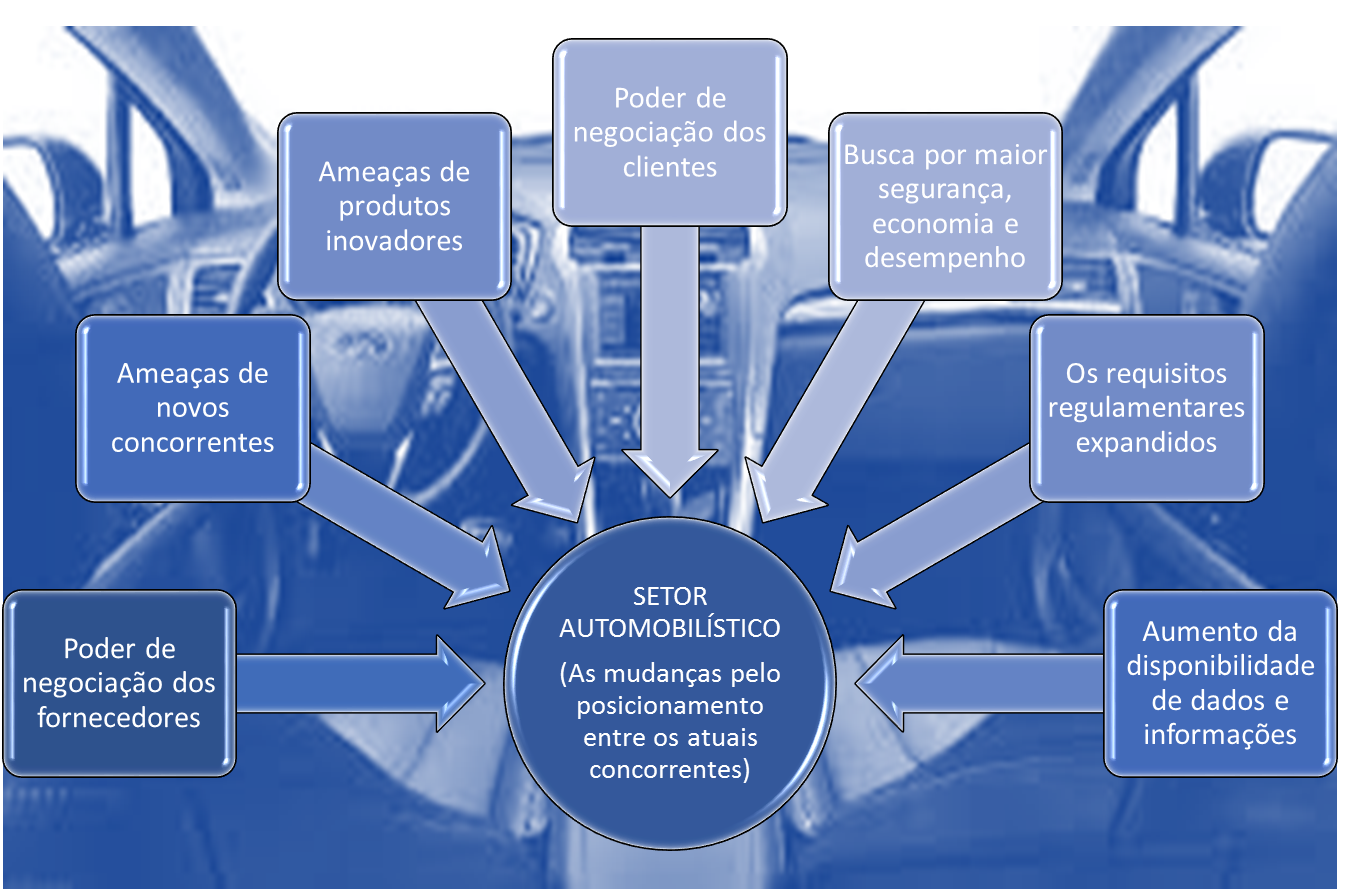 Poder de
negociação dos
clientes
Ameaças de
produtos
inovadores
Busca por maior
segurança,
economia e
desempenho
Ameaças de
novos
concorrentes
Os requisitos
regulamentares
expandidos
Poder de
negociação dos
fornecedores
SETOR
AUTOMOBILÍSTICO
(As mudanças pelo
posicionamento
entre os atuais
concorrentes)
Aumento da
disponibilidade
de dados e
informações